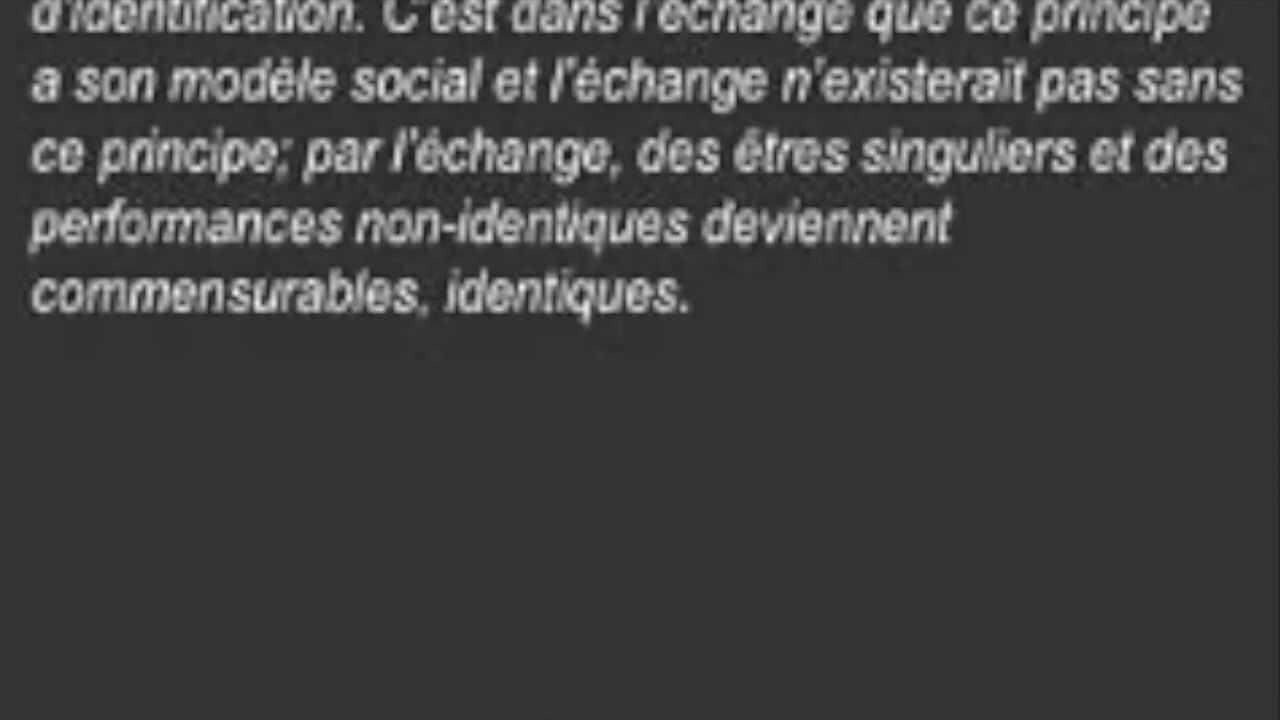 d'identification. C'est dans l'échange que ce principe
a son modèle social et l'échange n'existerait pas sans
ce principe; par l'échange, des êtres singuliers et des
performances non-identiques deviennent
commensurables, identiques.